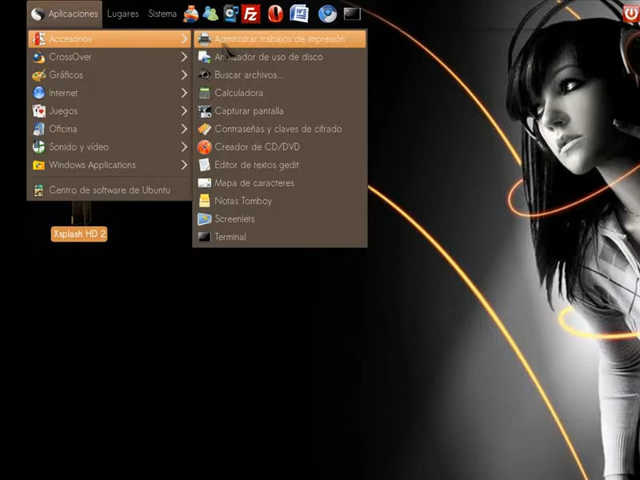 Aplicaciones Lugares Sistema
Accesorios
CrossOver
Gráficos
Internet
Juegos
Oficina
Sonido y vídeo
Windows Applications
Centro de software de Ubuntu
Administrar trabajos de impresión
Analizador de uso de disco
Buscar archivos...
Calculadora
Capturar pantalla
Contraseñas y claves de cifrado
Creador de CD/DVD
Editor de textos gedit
Mapa de caracteres
Notas Tomboy
Screenlets
Terminal
Xsplash HD 2